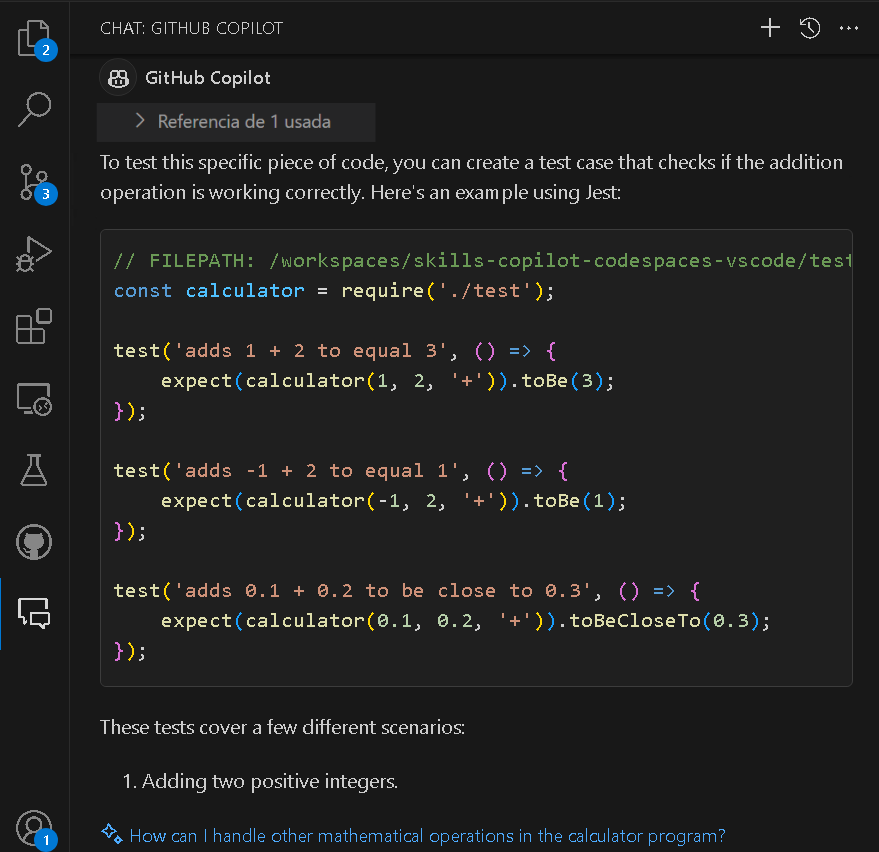 CHAT: GITHUB COPILOT
2
GitHub Copilot
Referencia de 1 usada
To test this specific piece of code, you can create a test case that checks if the addition
operation is working correctly. Here's an example using Jest:
3
// FILEPATH: /workspaces/skills-copilot-codespaces-vscode/test
const calculator = require('./test');
test('adds 1 + 2 to equal 3', () => {
    expect(calculator(1, 2, '+')).toBe(3);
});
test('adds -1 + 2 to equal 1', () => {
    expect(calculator(-1, 2, '+')).toBe(1);
});
test('adds 0.1 + 0.2 to be close to 0.3', () => {
    expect(calculator(0.1, 0.2, '+')).toBeCloseTo(0.3);
});
These tests cover a few different scenarios:
1. Adding two positive integers.
How can I handle other mathematical operations in the calculator program?
1